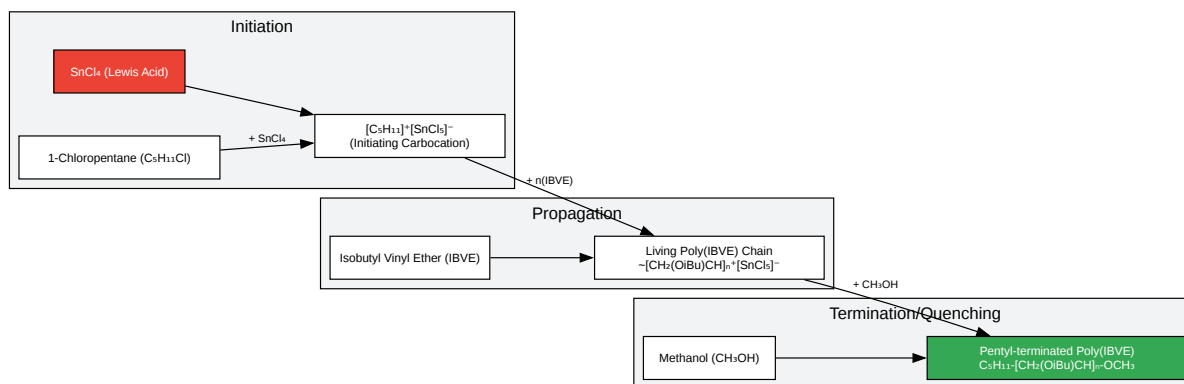 Initiation
SnCl₄ (Lewis Acid)
1-Chloropentane (C₅H₁₁Cl)
+ SnCl₄
[C₅H₁₁]⁺[SnCl₅]⁻
(Initiating Carbocation)
+ n(IBVE)
Propagation
Isobutyl Vinyl Ether (IBVE)
Living Poly(IBVE) Chain
~[CH₂(OiBu)CH]ₙ⁺[SnCl₅]⁻
+ CH₃OH
Termination/Quenching
Methanol (CH₃OH)
Pentyl-terminated Poly(IBVE)
C₅H₁₁-[CH₂(OiBu)CH]ₙ-OCH₃